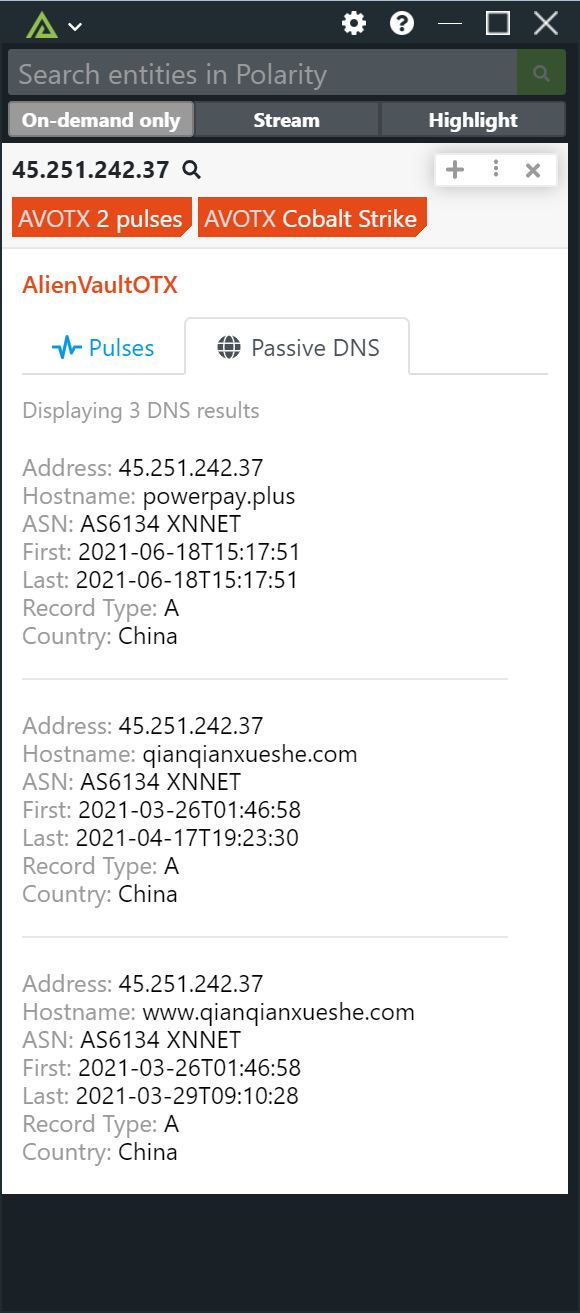 Search entities in Polarity
On-demand only Stream Highlight
45.251.242.37
AVOTX 2 pulses AVOTX Cobalt Strike
AlienVaultOTX
Pulses Passive DNS
Displaying 3 DNS results
Address: 45.251.242.37
Hostname: powerpay.plus
ASN: AS6134 XNNET
First: 2021-06-18T15:17:51
Last: 2021-06-18T15:17:51
Record Type: A
Country: China
Address: 45.251.242.37
Hostname: qianqianxueshe.com
ASN: AS6134 XNNET
First: 2021-03-26T01:46:58
Last: 2021-04-17T19:23:30
Record Type: A
Country: China
Address: 45.251.242.37
Hostname: www.qianqianxueshe.com
ASN: AS6134 XNNET
First: 2021-03-26T01:46:58
Last: 2021-03-29T09:10:28
Record Type: A
Country: China